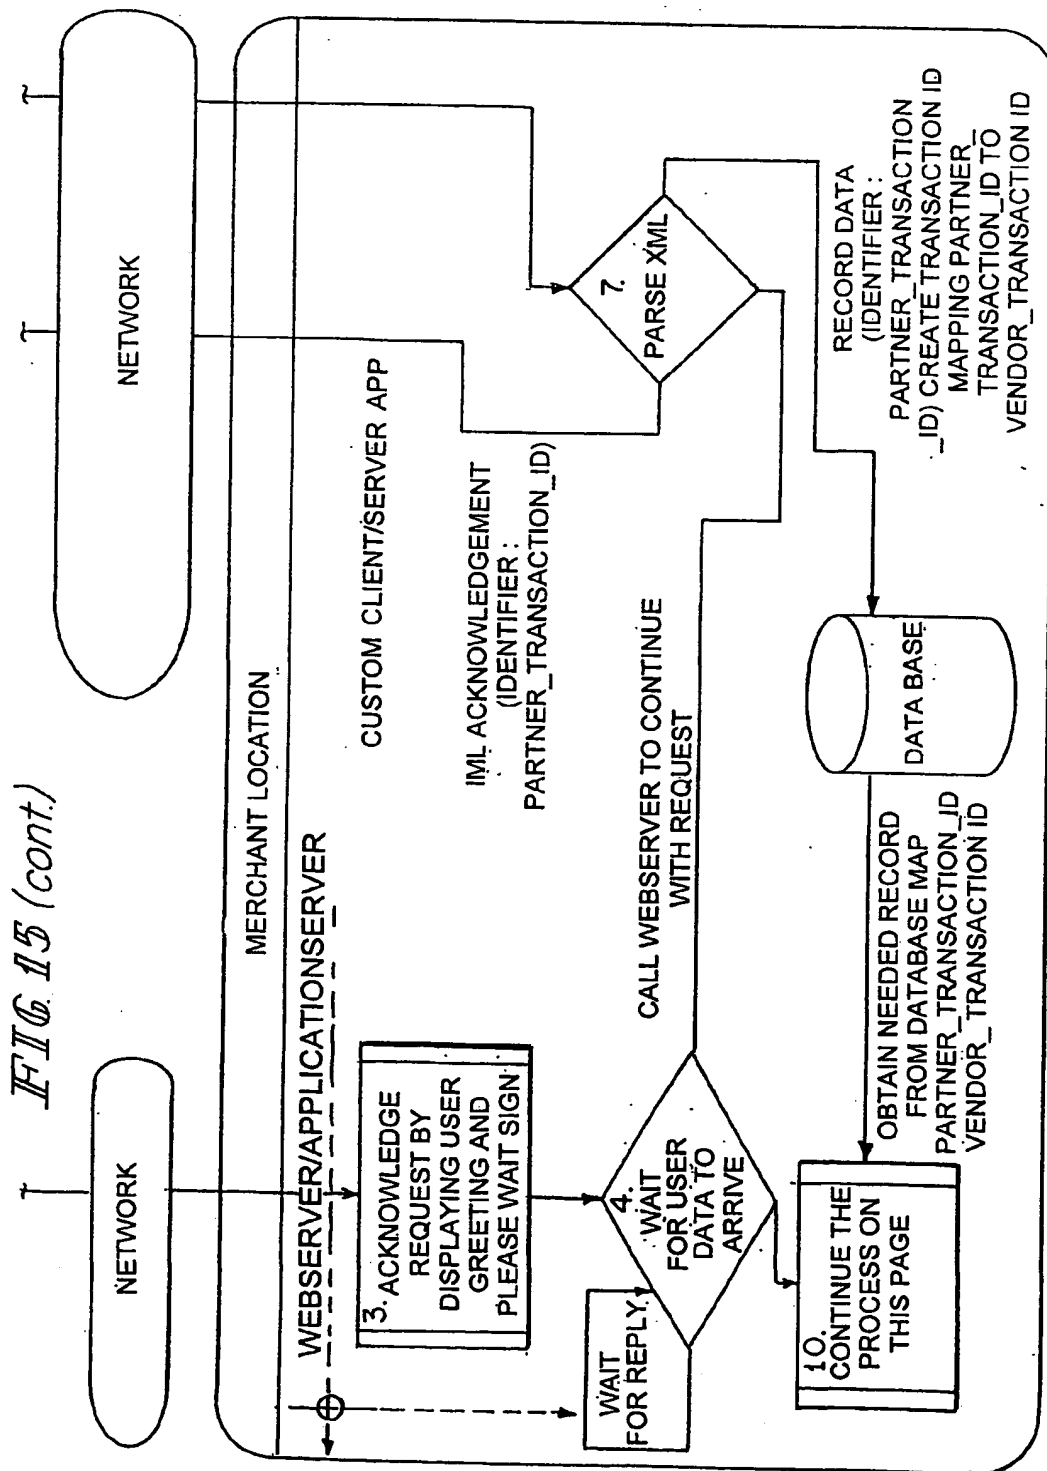 FIG 15 (cont.)
NETWORK
NETWORK
MERCHANT LOCATION
WEBSERVER/APPLICATIONSERVER
3. ACKNOWLEDGE
REQUEST BY
DISPLAYING USER
GREETING AND
PLEASE WAIT SIGN
CUSTOM CLIENT/SERVER APP
IML ACKNOWLEDGEMENT
(IDENTIFIER :
PARTNER_TRANSACTION_ID)
7.
PARSE XML
WAIT
FOR REPLY
4.
WAIT
FOR USER
DATA TO
ARRIVE
CALL WEBSERVER TO CONTINUE
WITH REQUEST
RECORD DATA
(IDENTIFIER :
PARTNER_TRANSACTION
_ID) CREATE TRANSACTION ID
MAPPING PARTNER_
TRANSACTION_ID TO
VENDOR_TRANSACTION ID
10.
CONTINUE THE
PROCESS ON
THIS PAGE
OBTAIN NEEDED RECORD
FROM DATABASE MAP
PARTNER_TRANSACTION_ID
VENDOR_TRANSACTION ID
DATA BASE